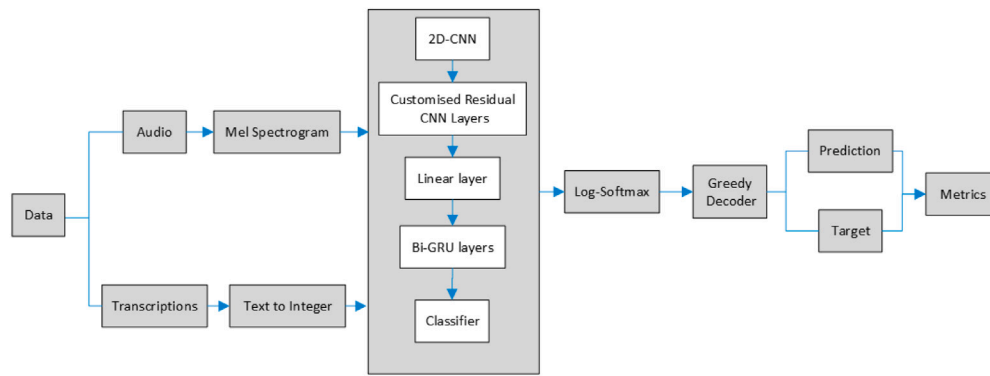 Data
Audio
Mel Spectrogram
Transcriptions
Text to Integer
2D-CNN
Customised Residual
CNN Layers
Linear layer
Bi-GRU layers
Classifier
Log-Softmax
Greedy
Decoder
Prediction
Target
Metrics